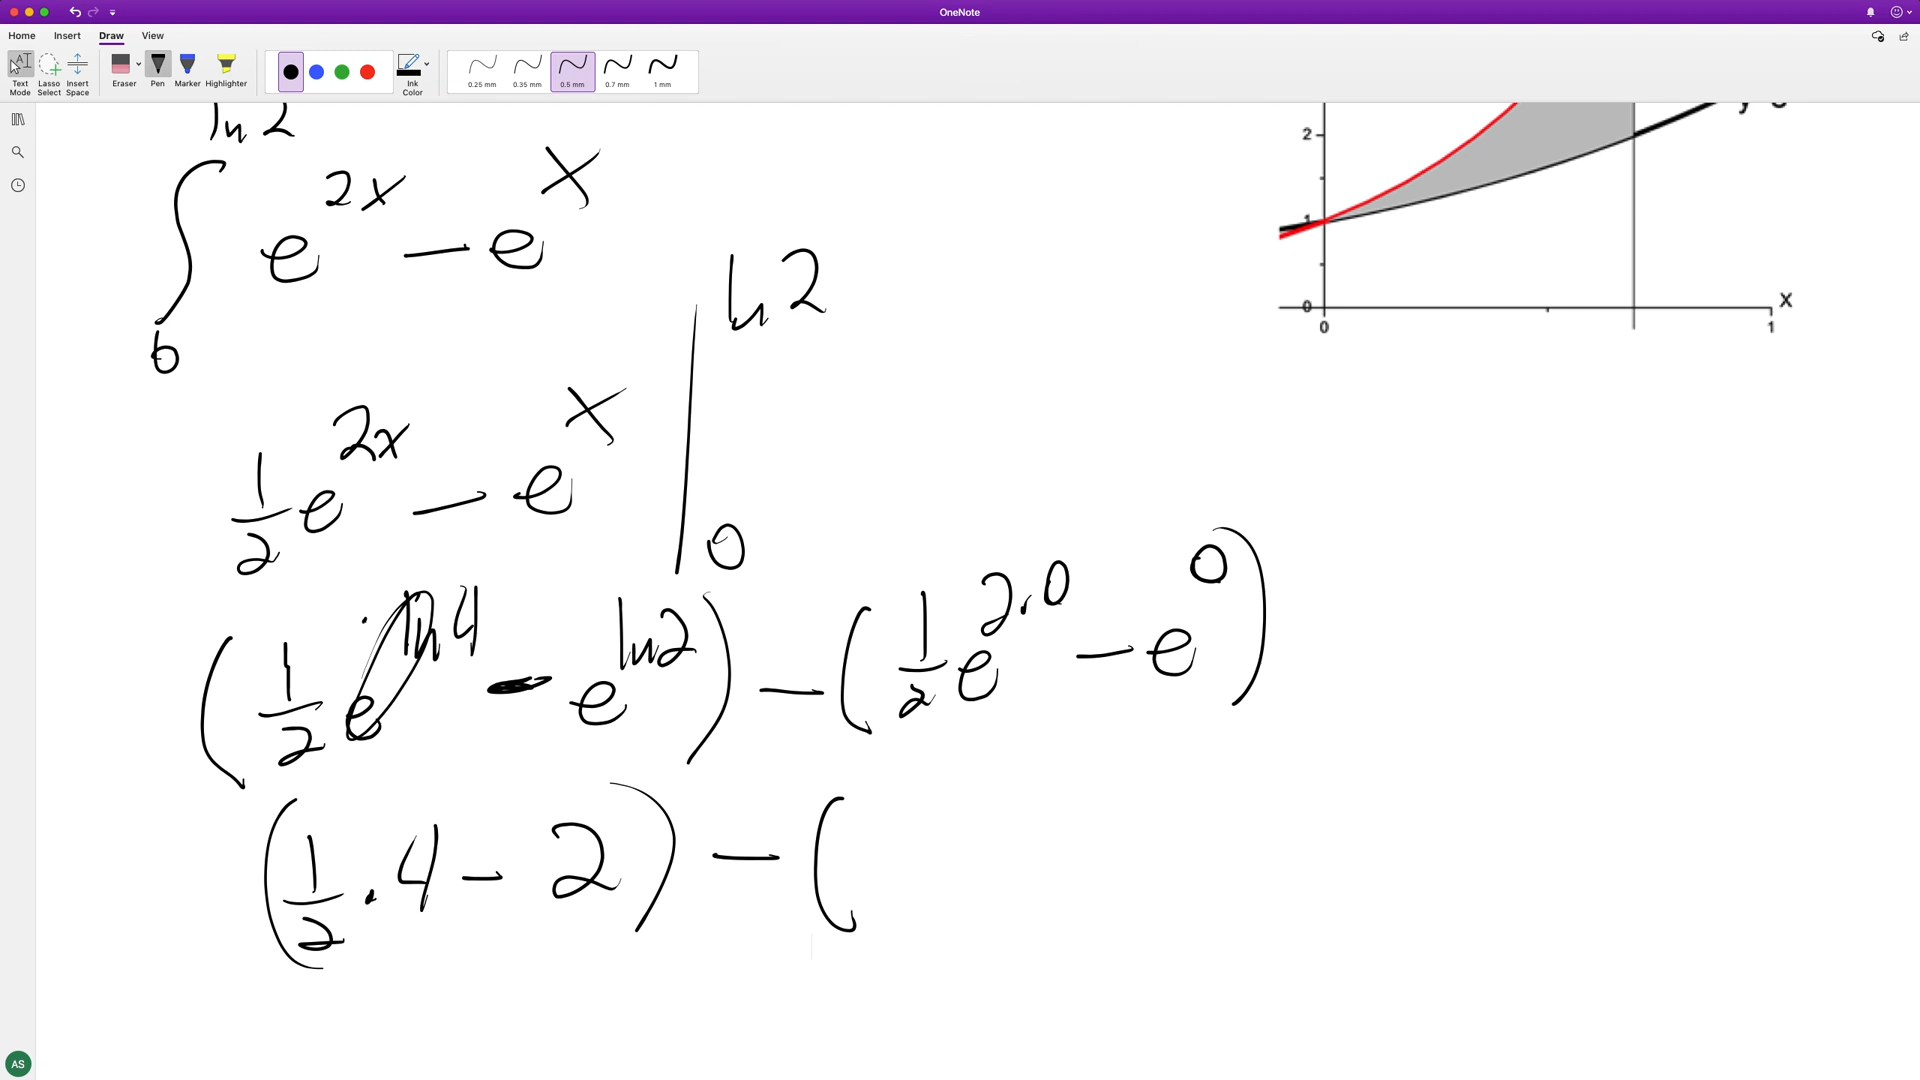 OneNote
Home Insert Draw View
Text Mode Lasso Select Insert Space Eraser Pen Marker Highlighter Ink Color 0.25 mm 0.35 mm 0.5 mm 0.7 mm 1 mm
ln 2
∫ e^2x − e^x
0
1/2 e^2x − e^x | ln 2
0
(1/2 e^ln 4 − e^ln 2) − (1/2 e^2·0 − e^0)
(1/2 · 4 − 2) − (
2
1
0 x
0 1
AS